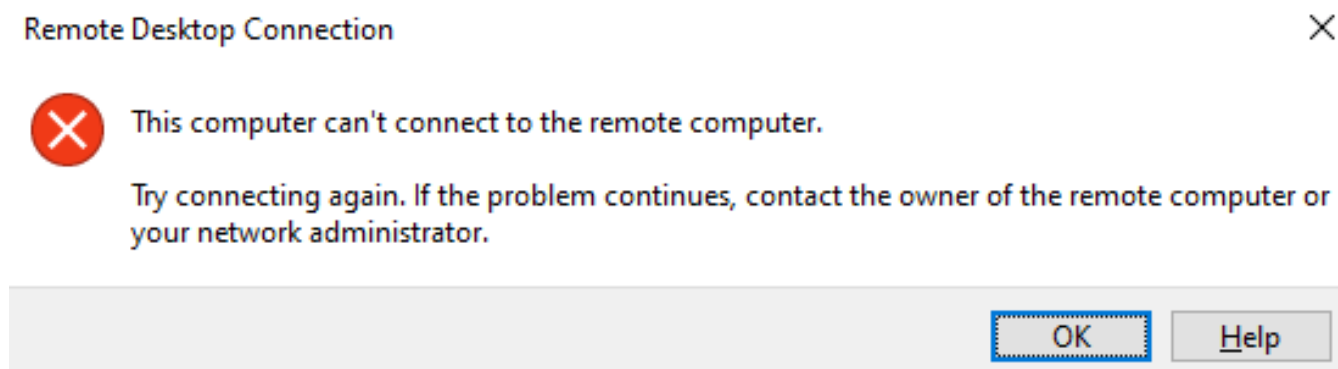 Remote Desktop Connection
This computer can't connect to the remote computer.
Try connecting again. If the problem continues, contact the owner of the remote computer or
your network administrator.
OK
Help